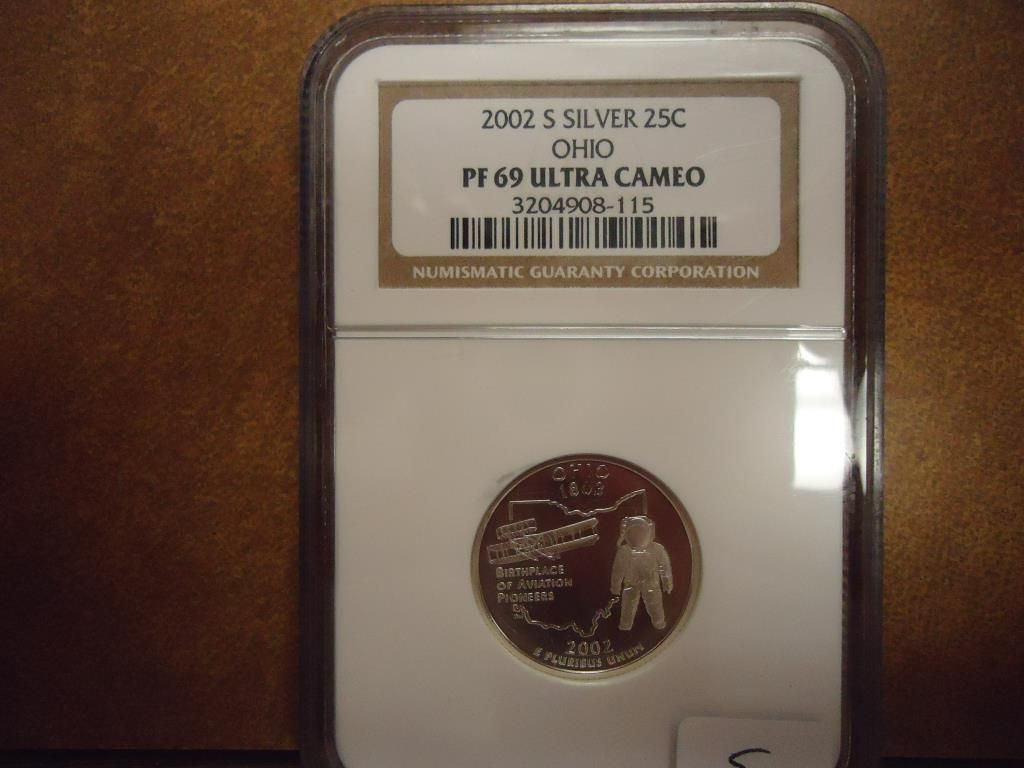 2002 S SILVER 25C
OHIO
PF 69 ULTRA CAMEO
3204908-115
NUMISMATIC GUARANTY CORPORATION
OHIO
1803
BIRTHPLACE
OF AVIATION
PIONEERS
2002
E PLURIBUS UNUM